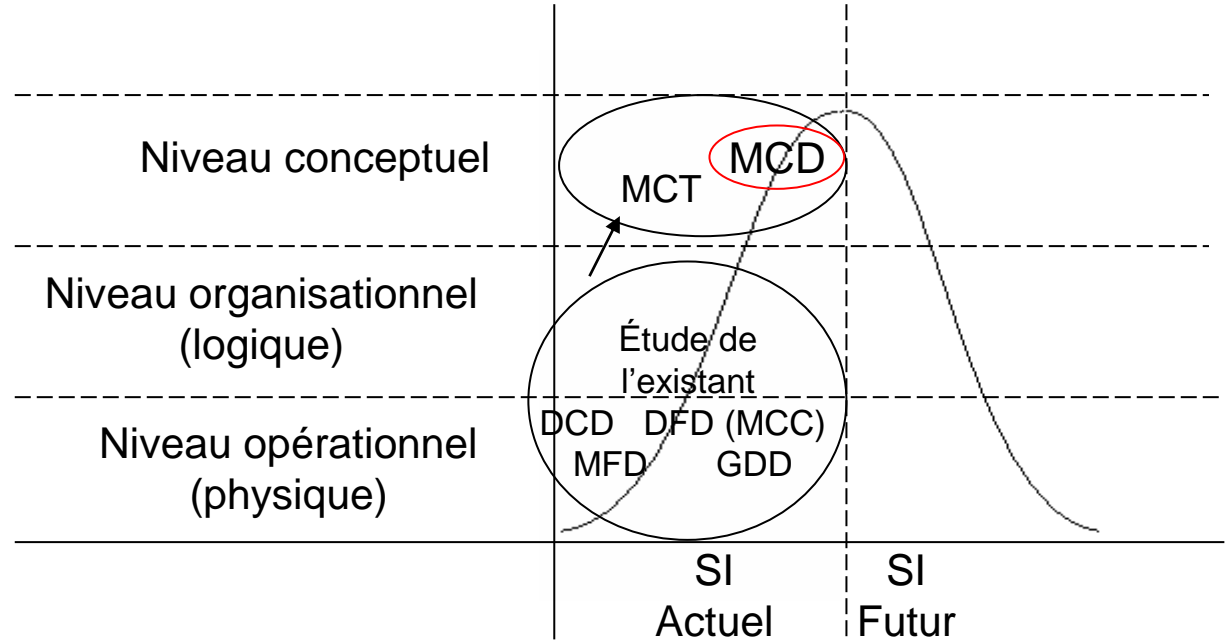 Niveau conceptuel
MCD
MCT
Niveau organisationnel
(logique)
Étude de
l’existant
Niveau opérationnel
(physique)
DCD DFD (MCC)
MFD GDD
SI
Actuel
SI
Futur